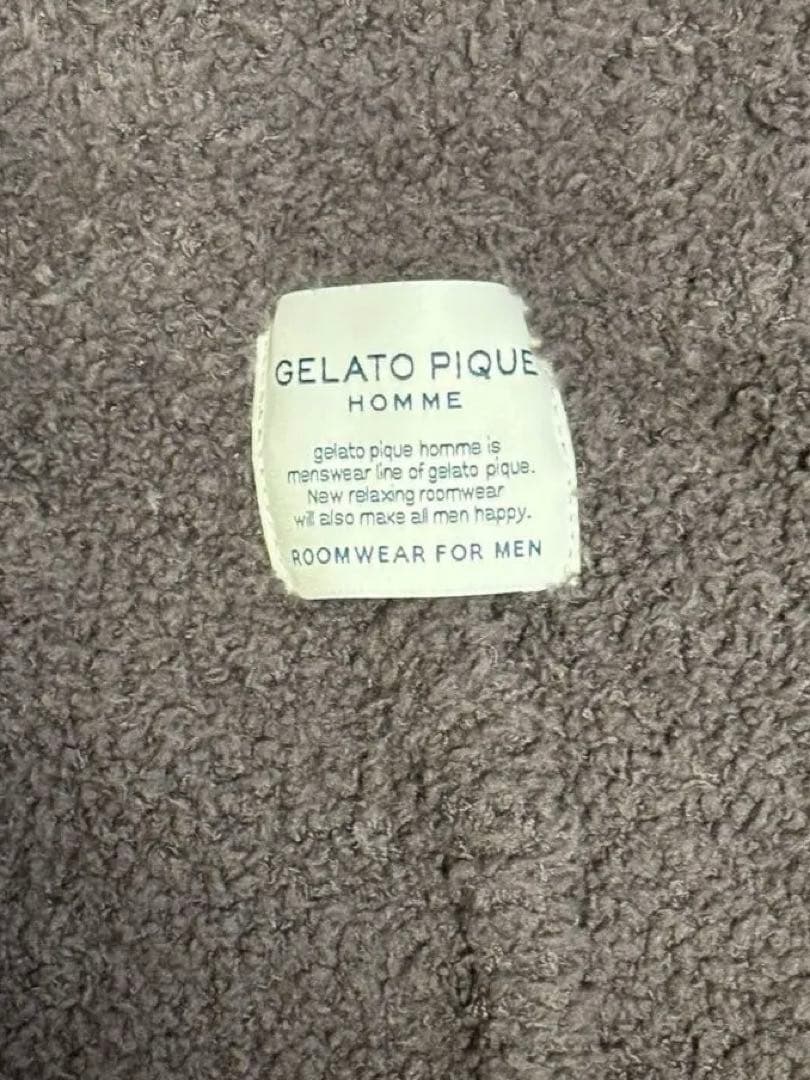 GELATO PIQUE
HOMME
gelato pique homme is
menswear line of gelato pique.
New relaxing roomwear
will also make all men happy.
ROOMWEAR FOR MEN